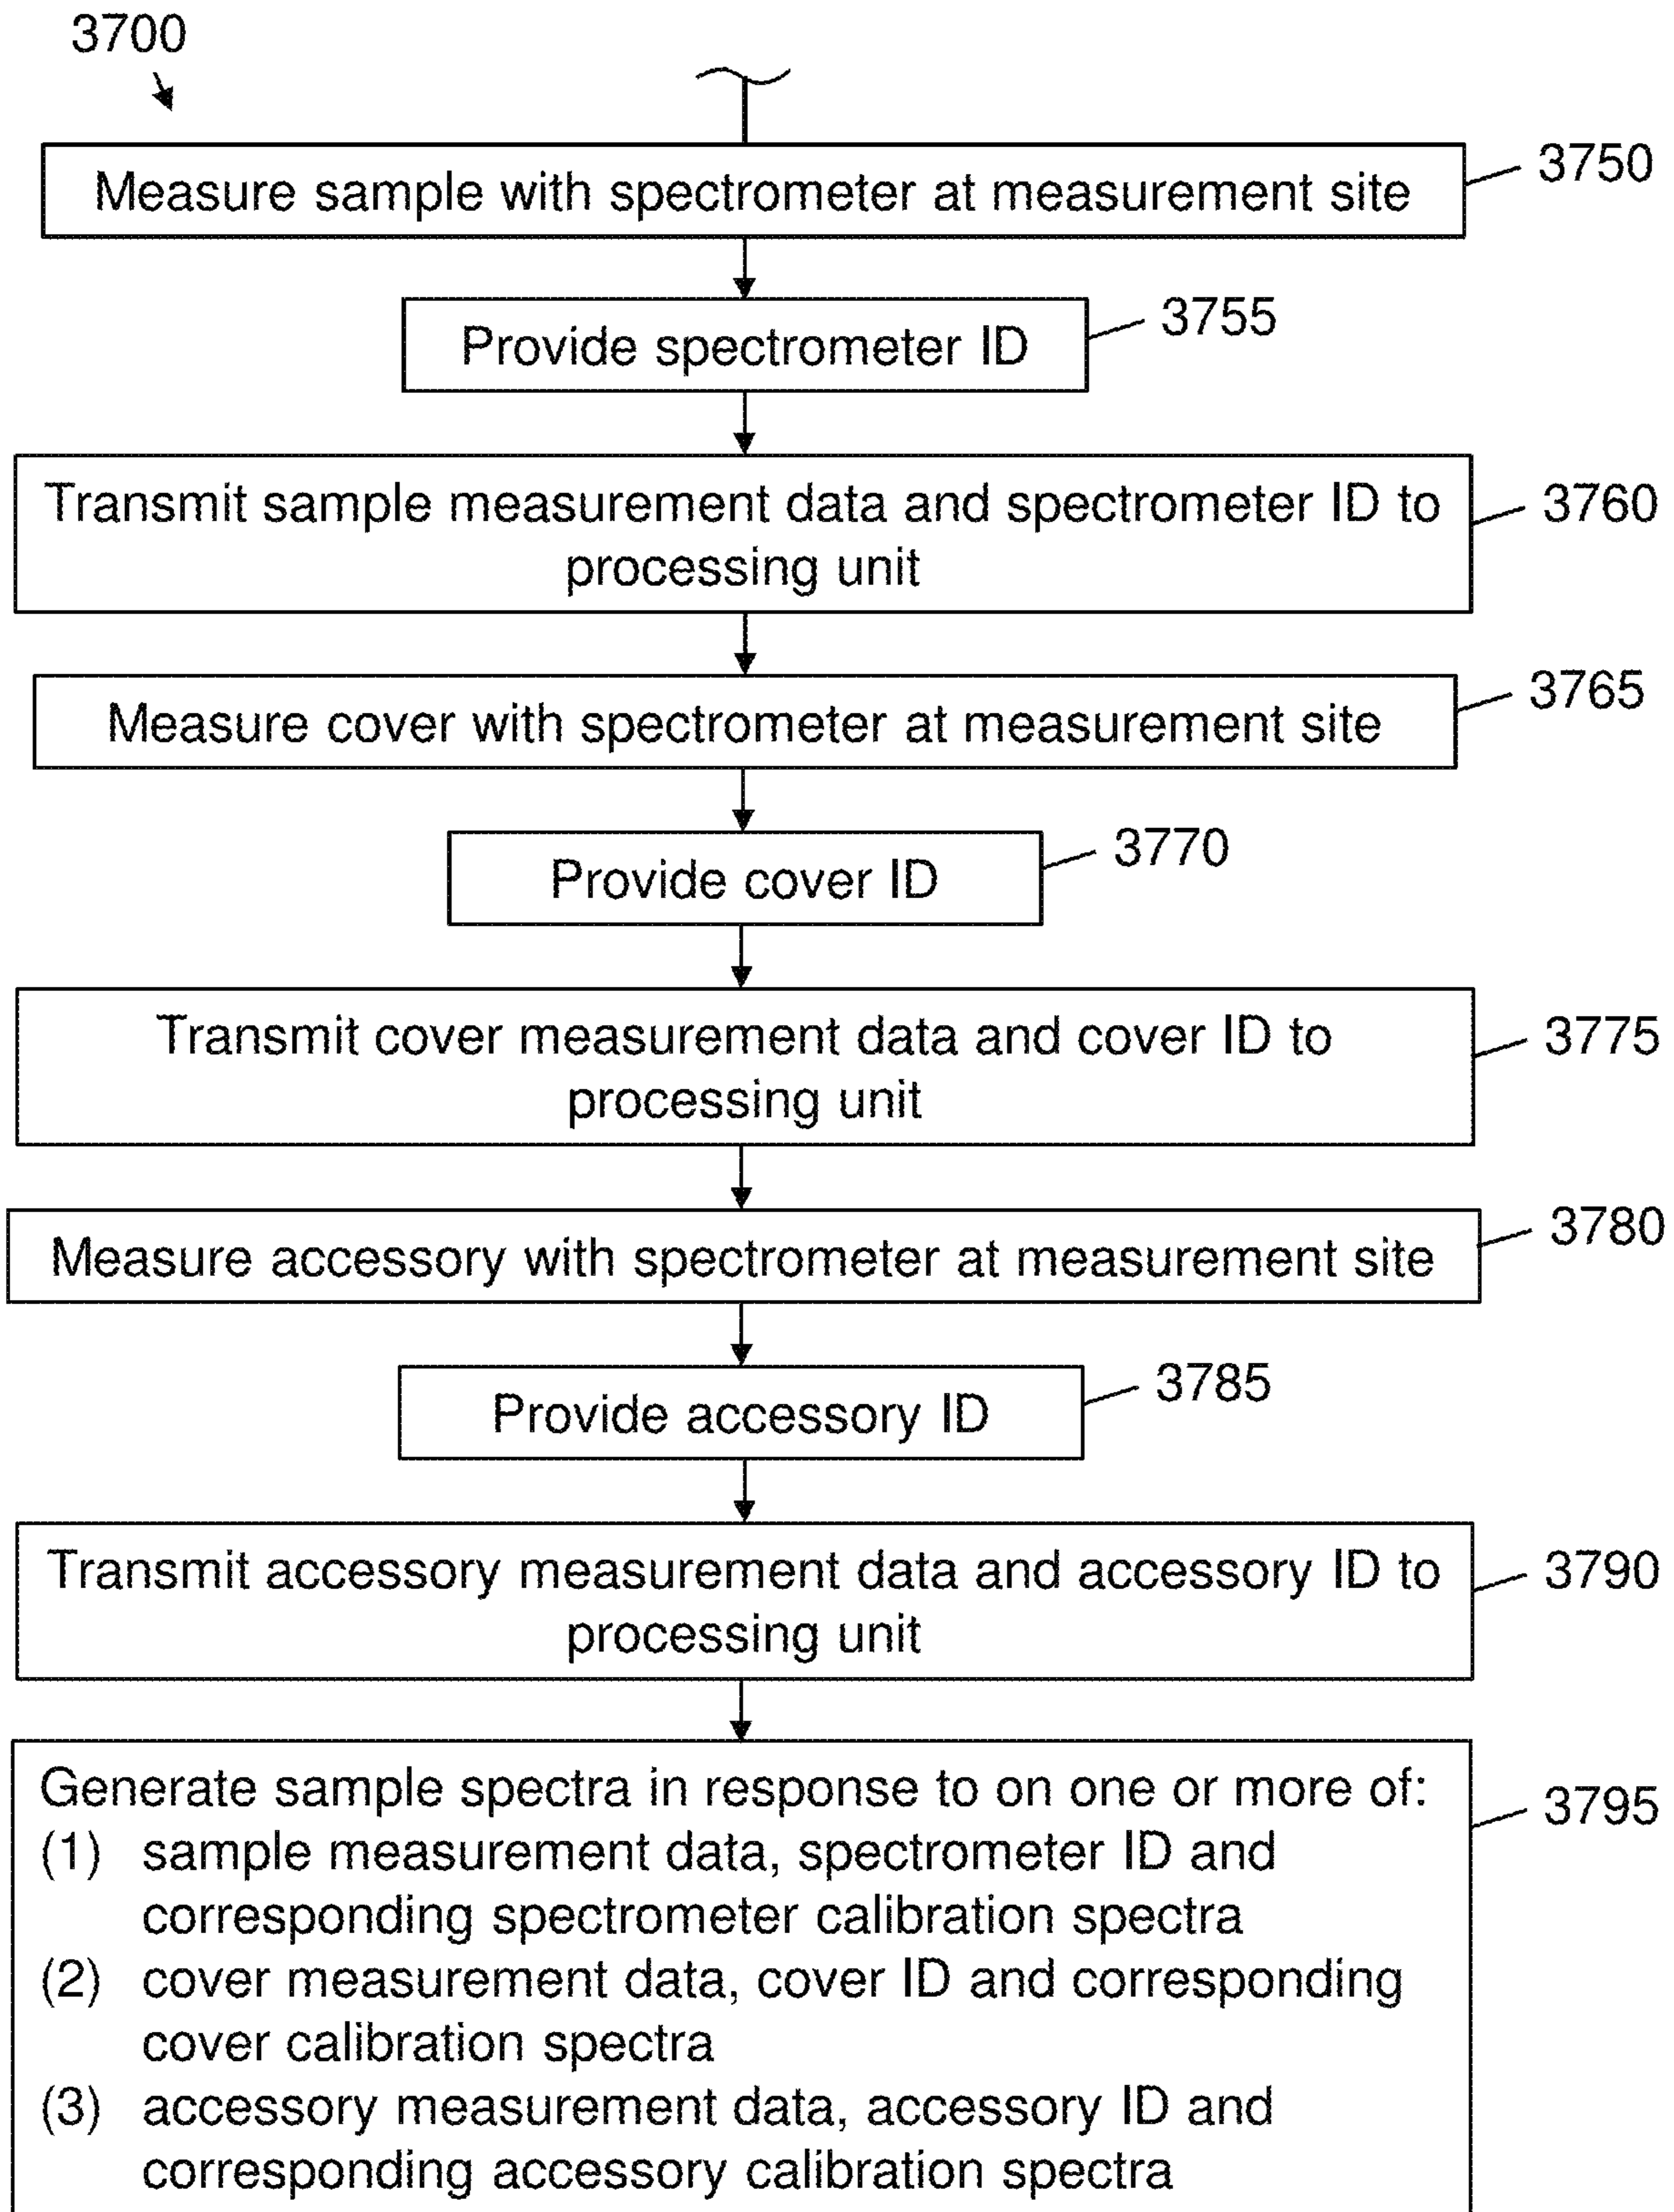 3700
Measure sample with spectrometer at measurement site
3750
Provide spectrometer ID
3755
Transmit sample measurement data and spectrometer ID to
processing unit
3760
Measure cover with spectrometer at measurement site
3765
Provide cover ID
3770
Transmit cover measurement data and cover ID to
processing unit
3775
Measure accessory with spectrometer at measurement site
3780
Provide accessory ID
3785
Transmit accessory measurement data and accessory ID to
processing unit
3790
Generate sample spectra in response to on one or more of:
(1) sample measurement data, spectrometer ID and
corresponding spectrometer calibration spectra
(2) cover measurement data, cover ID and corresponding
cover calibration spectra
(3) accessory measurement data, accessory ID and
corresponding accessory calibration spectra
3795